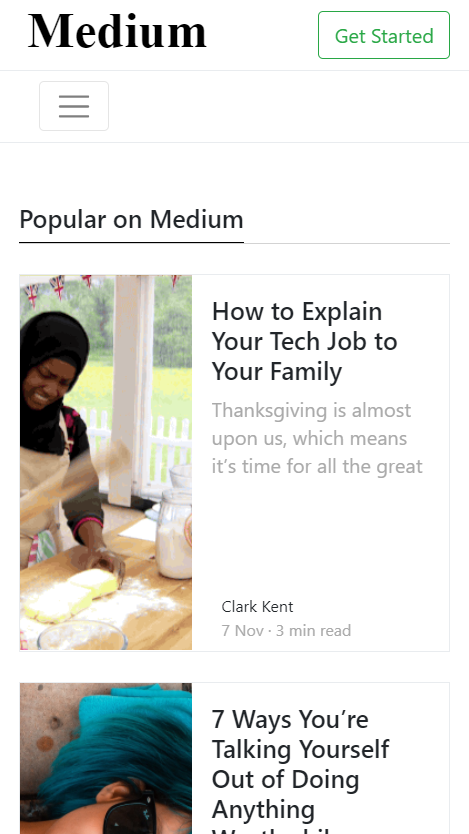 Medium
Get Started
Popular on Medium
How to Explain
Your Tech Job to
Your Family
Thanksgiving is almost
upon us, which means
it’s time for all the great
Clark Kent
7 Nov · 3 min read
7 Ways You’re
Talking Yourself
Out of Doing
Anything